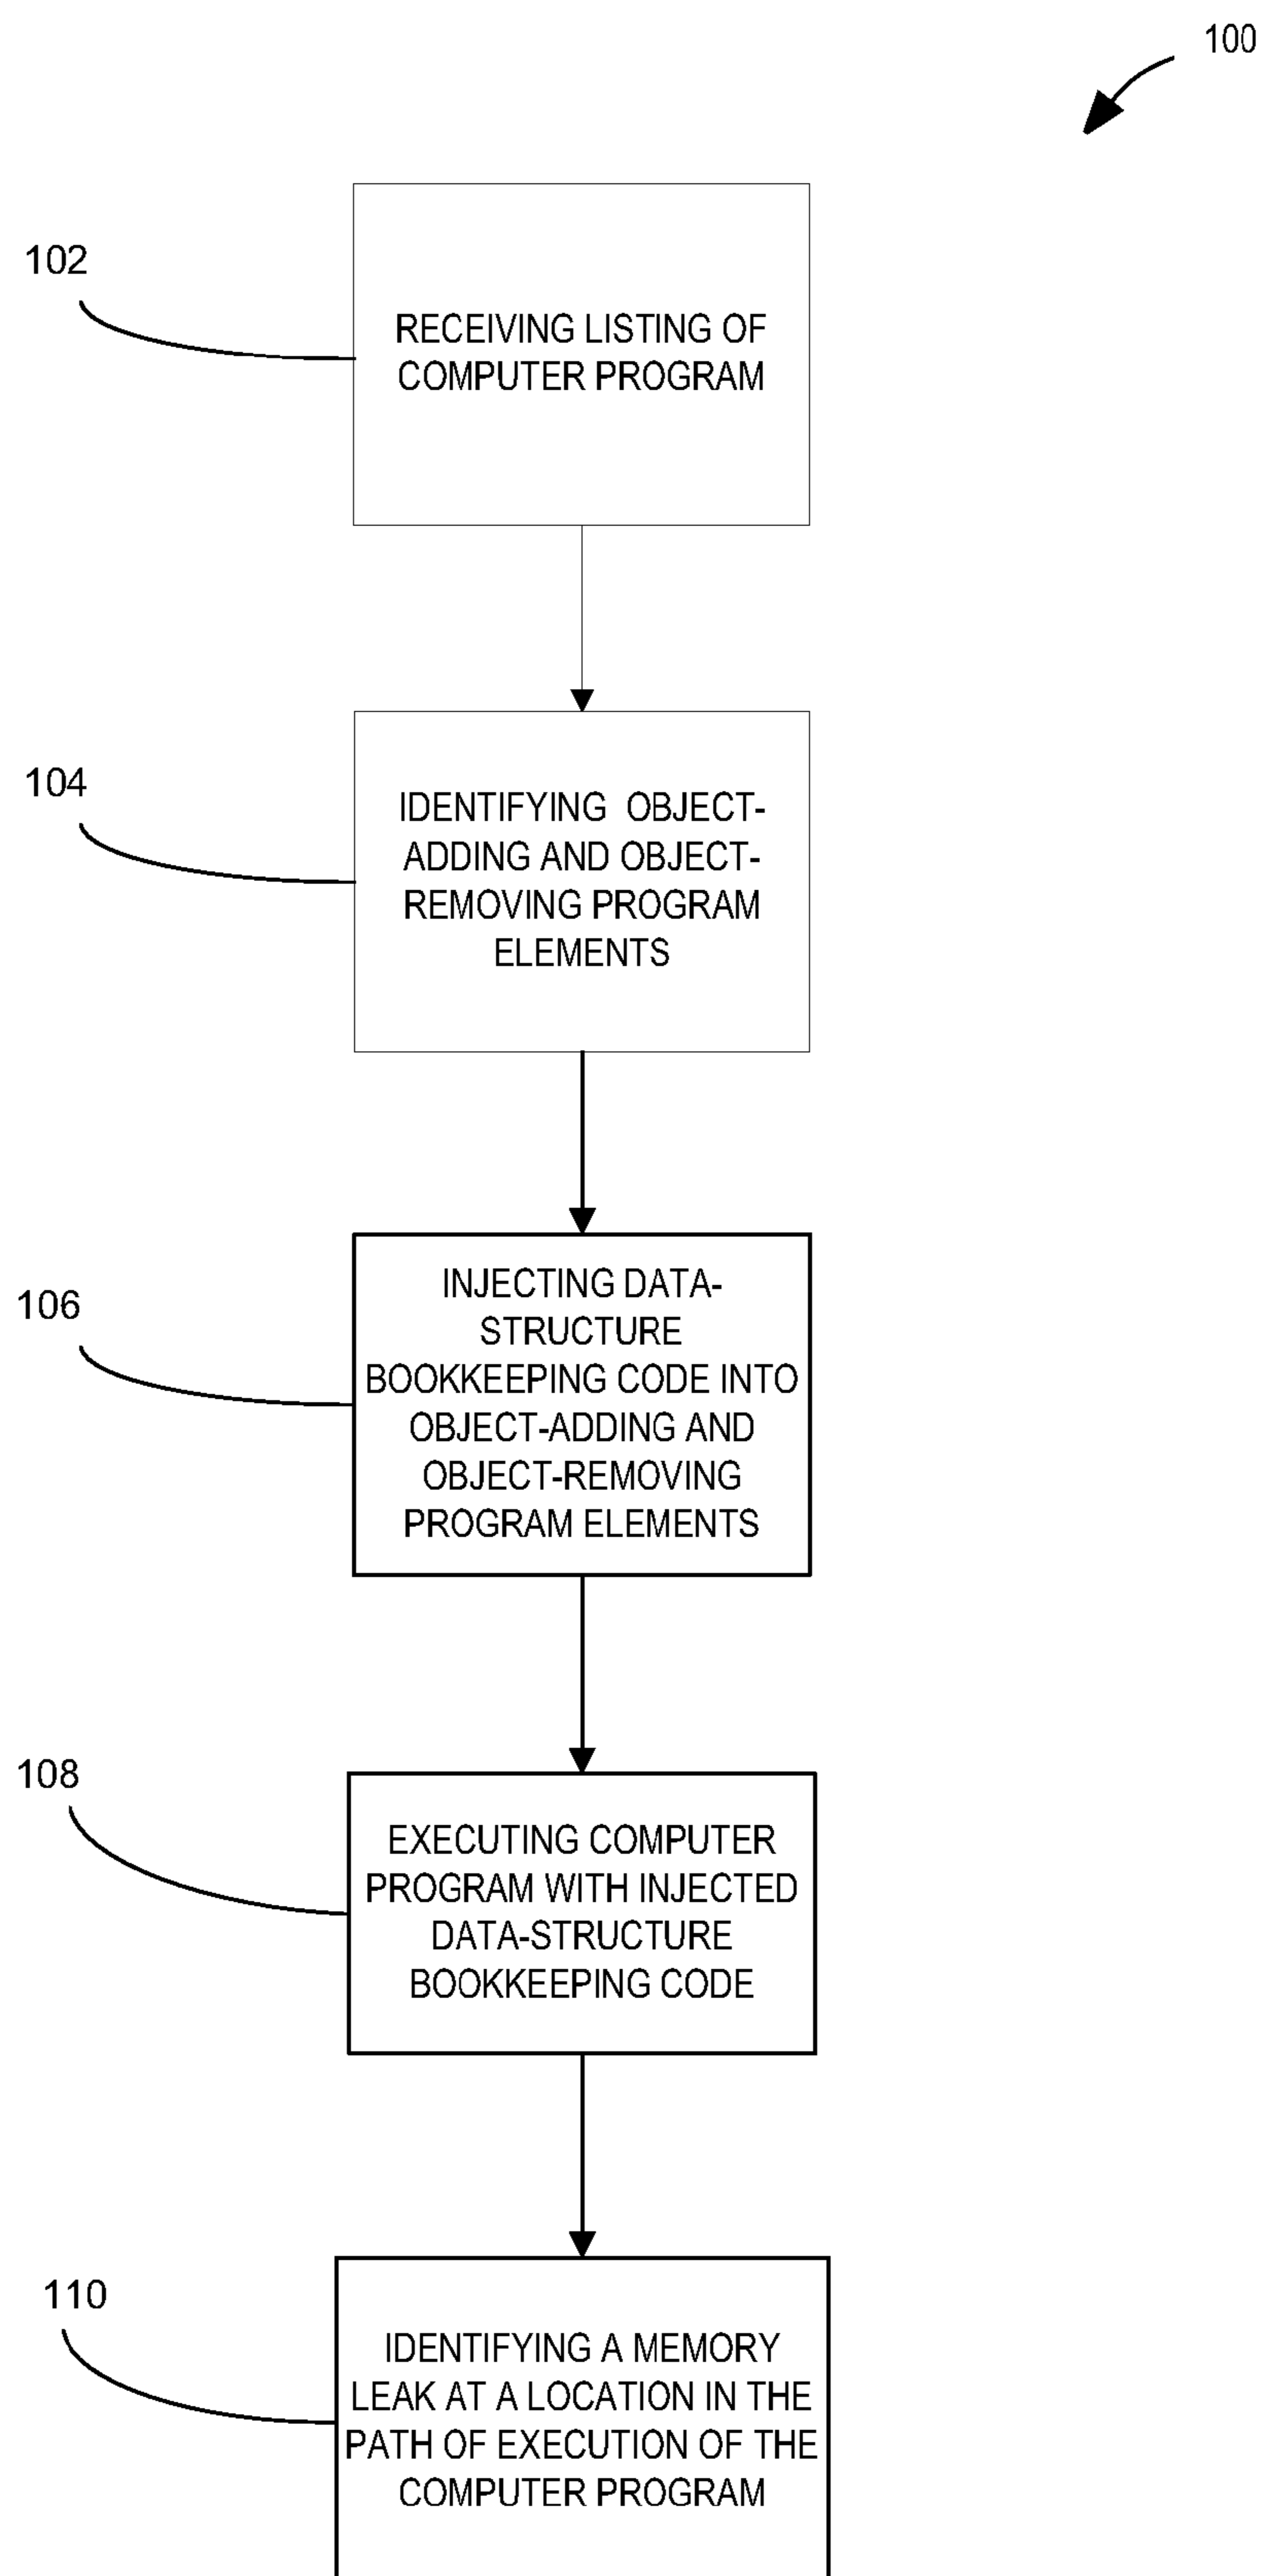 100
102
RECEIVING LISTING OF
COMPUTER PROGRAM
104
IDENTIFYING OBJECT-
ADDING AND OBJECT-
REMOVING PROGRAM
ELEMENTS
106
INJECTING DATA-
STRUCTURE
BOOKKEEPING CODE INTO
OBJECT-ADDING AND
OBJECT-REMOVING
PROGRAM ELEMENTS
108
EXECUTING COMPUTER
PROGRAM WITH INJECTED
DATA-STRUCTURE
BOOKKEEPING CODE
110
IDENTIFYING A MEMORY
LEAK AT A LOCATION IN THE
PATH OF EXECUTION OF THE
COMPUTER PROGRAM